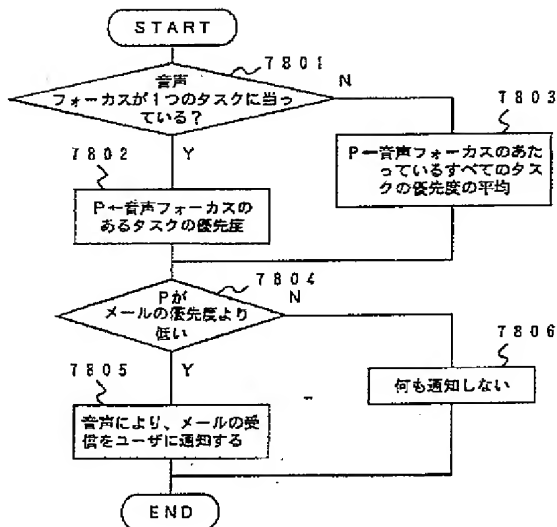 START
7801
音声
フォーカスが1つのタスクに当っ
ている？
N
7803
P←音声フォーカスのあた
っているすべてのタス
クの優先度の平均
Y
7802
P←音声フォーカスの
あるタスクの優先度
7804
Pが
メールの優先度より
低い
N
7806
何も通知しない
Y
7805
音声により、メールの受
信をユーザに通知する
END